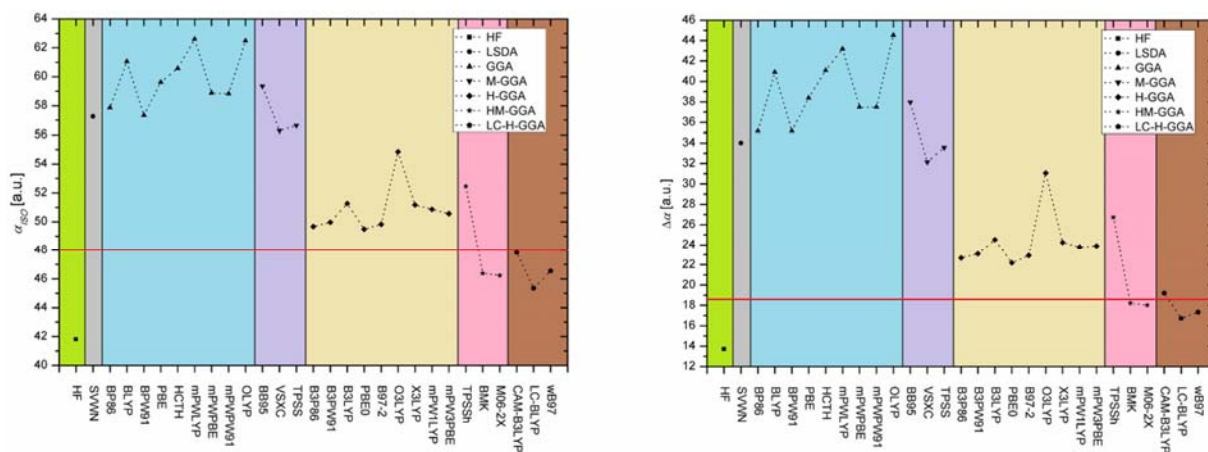 64
62
60
58
56
54
52
50
48
46
44
42
40
α_ISO [a.u.]
HF
LSDA
GGA
M-GGA
H-GGA
HM-GGA
LC-H-GGA
HF
SVWN
BP86
BLYP
BPW91
PBE
HCTH
mPWLYP
mPWPBE
mPWPW91
OLYP
BB95
VSXC
TPSS
B3P86
B3PW91
B3LYP
PBE0
B97-2
O3LYP
X3LYP
mPW1LYP
mPW3PBE
TPSSh
BMK
M06-2X
CAM-B3LYP
LC-BLYP
wB97
46
44
42
40
38
36
34
32
30
28
26
24
22
20
18
16
14
12
Δα [a.u.]
HF
LSDA
GGA
M-GGA
H-GGA
HM-GGA
LC-H-GGA
HF
SVWN
BP86
BLYP
BPW91
PBE
HCTH
mPWLYP
mPWPBE
mPWPW91
OLYP
BB95
VSXC
TPSS
B3P86
B3PW91
B3LYP
PBE0
B97-2
O3LYP
X3LYP
mPW1LYP
mPW3PBE
TPSSh
BMK
M06-2X
CAM-B3LYP
LC-BLYP
wB97